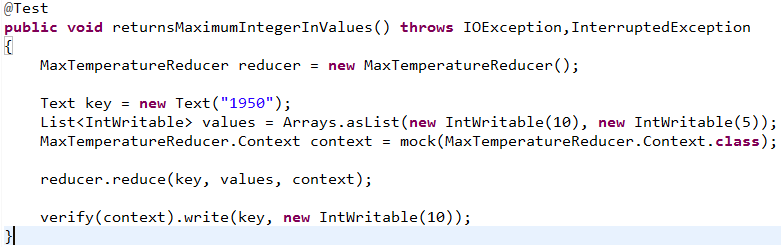 @Test
public void returnsMaximumIntegerInValues() throws IOException,InterruptedException
{
MaxTemperatureReducer reducer = new MaxTemperatureReducer();
Text key = new Text("1950");
List<IntWritable> values = Arrays.asList(new IntWritable(10), new IntWritable(5));
MaxTemperatureReducer.Context context = mock(MaxTemperatureReducer.Context.class);
reducer.reduce(key, values, context);
verify(context).write(key, new IntWritable(10));
}